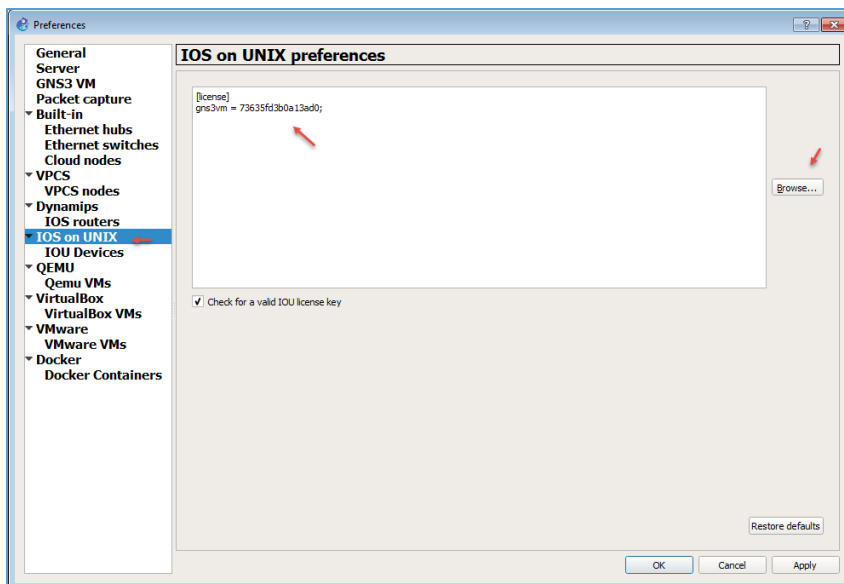 Preferences
General
Server
GNS3 VM
Packet capture
Built-in
Ethernet hubs
Ethernet switches
Cloud nodes
VPCS
VPCS nodes
Dynamips
IOS routers
IOS on UNIX
IOU Devices
QEMU
Qemu VMs
VirtualBox
VirtualBox VMs
VMware
VMware VMs
Docker
Docker Containers
IOS on UNIX preferences
[license]
gns3vm = 73635fd3b0a13ad0;
Browse...
Check for a valid IOU license key
Restore defaults
OK
Cancel
Apply